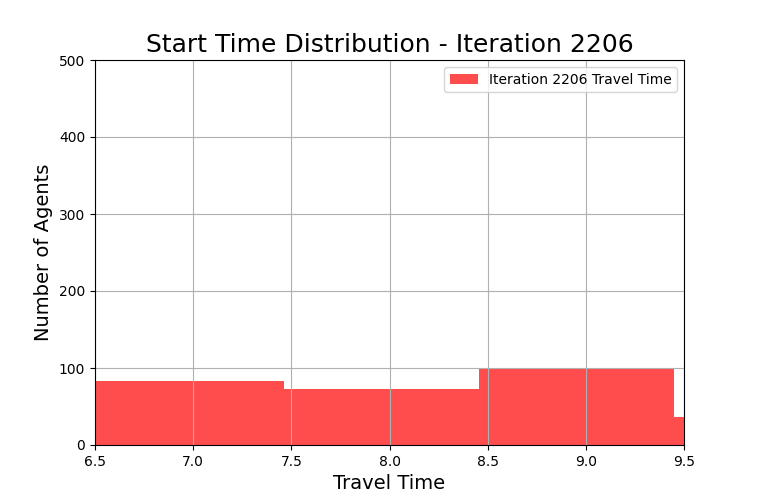 Start Time Distribution - Iteration 2206
Iteration 2206 Travel Time
Number of Agents
500
400
300
200
100
0
6.5 7.0 7.5 8.0 8.5 9.0 9.5
Travel Time